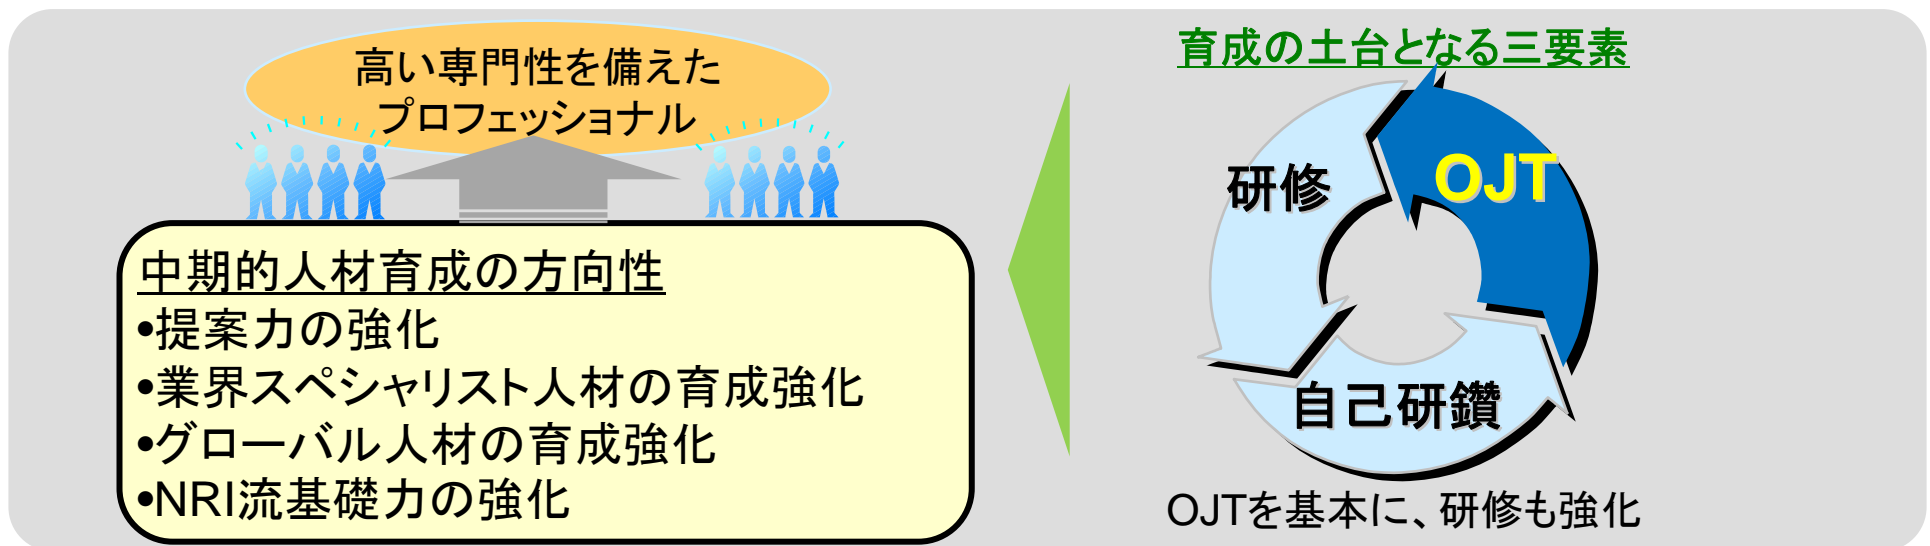 高い専門性を備えた
プロフェッショナル
中期的人材育成の方向性
•提案力の強化
•業界スペシャリスト人材の育成強化
•グローバル人材の育成強化
•NRI流基礎力の強化
育成の土台となる三要素
研修
OJT
自己研鑽
OJTを基本に、研修も強化